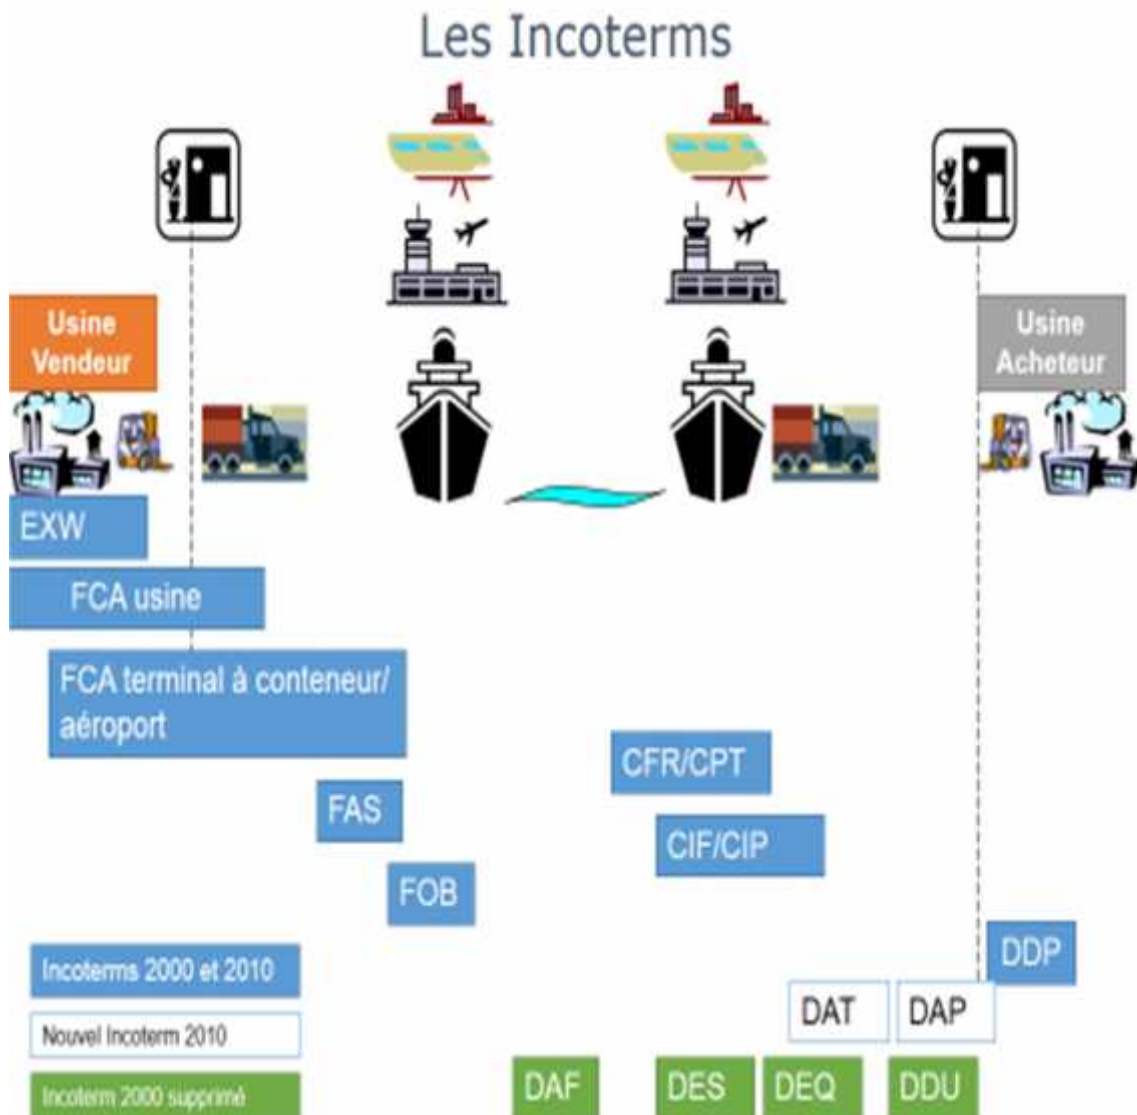 Les Incoterms
Usine
Vendeur
Usine
Acheteur
EXW
FCA usine
FCA terminal à conteneur/
aéroport
CFR/CPT
FAS
CIF/CIP
FOB
DDP
Incoterms 2000 et 2010
DAT
DAP
Nouvel Incoterm 2010
DAF
DES
DEQ
DDU
Incoterm 2000 supprimé